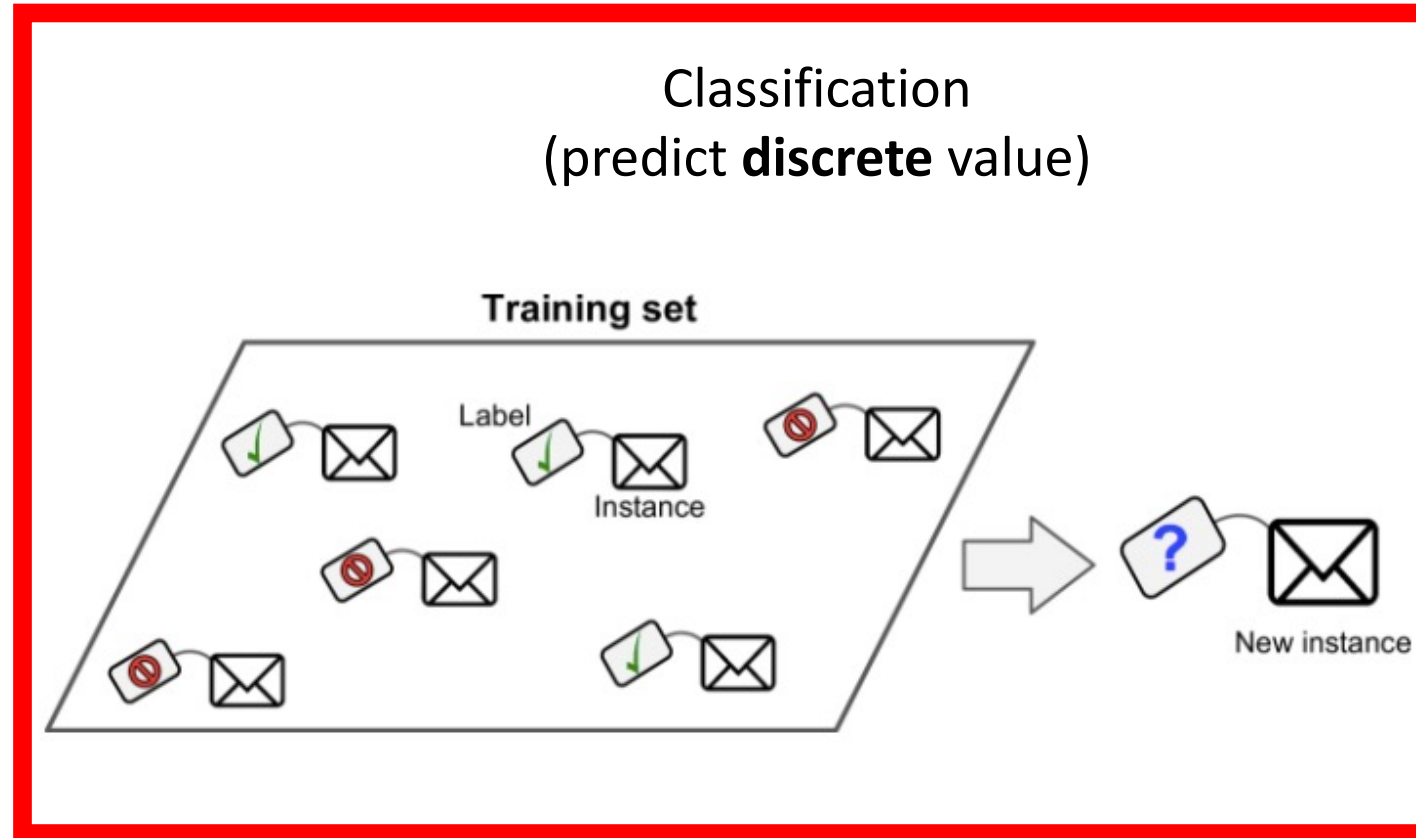 Classification
(predict discrete value)
Training set
Label
Instance
?
New instance